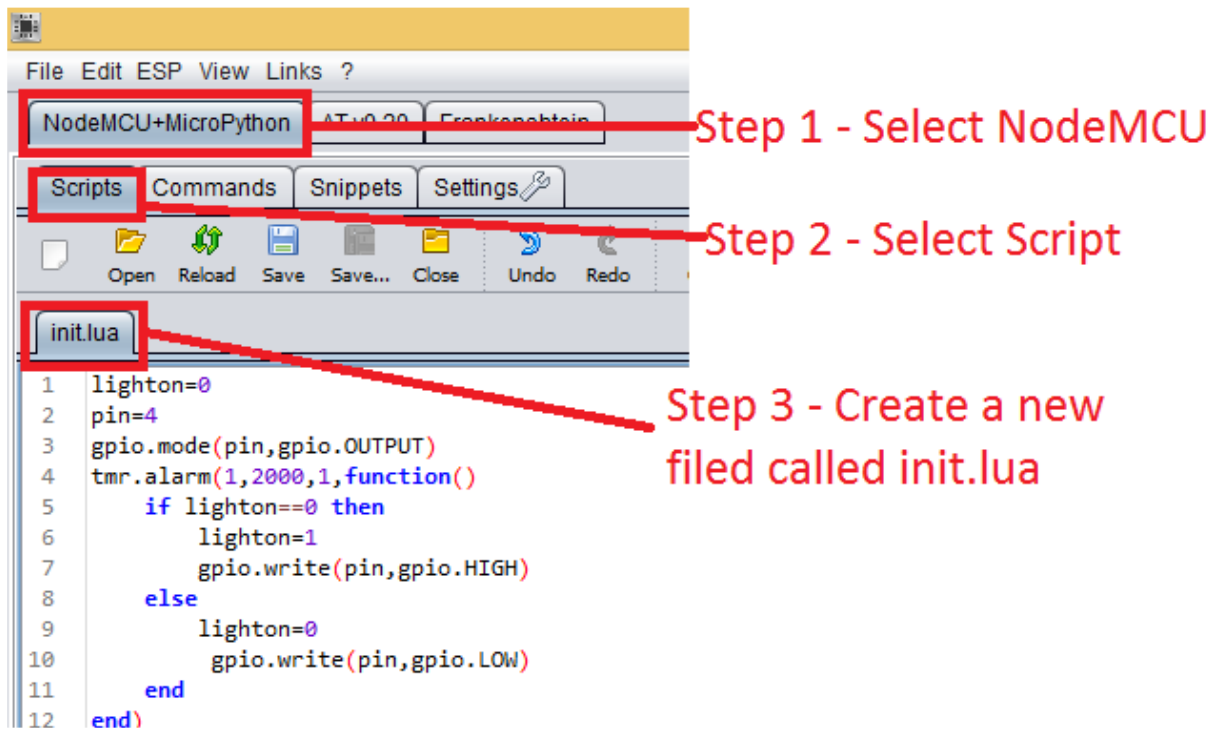 File Edit ESP View Links ?
NodeMCU+MicroPython AT v0.20 Frankenshtein
Step 1 - Select NodeMCU
Scripts Commands Snippets Settings
Step 2 - Select Script
Open Reload Save Save... Close Undo Redo
init.lua
Step 3 - Create a new
filed called init.lua
1 lighton=0
2 pin=4
3 gpio.mode(pin,gpio.OUTPUT)
4 tmr.alarm(1,2000,1,function()
5 if lighton==0 then
6 lighton=1
7 gpio.write(pin,gpio.HIGH)
8 else
9 lighton=0
10 gpio.write(pin,gpio.LOW)
11 end
12 end)